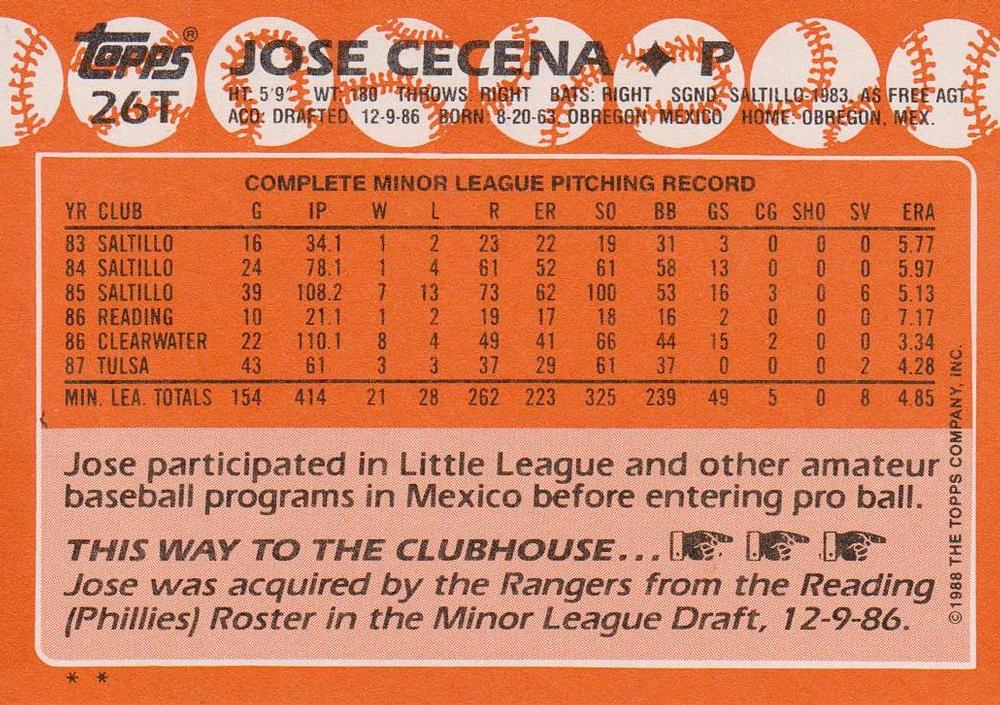 topps® JOSE CECENA ✦ P
26T HT: 5'9" WT: 180 THROWS: RIGHT BATS: RIGHT SGND: SALTILLO-1983, AS FREE AGT.
ACQ: DRAFTED, 12-9-86 BORN: 8-20-63, OBREGON, MEXICO HOME: OBREGON, MEX.
COMPLETE MINOR LEAGUE PITCHING RECORD
YR CLUB G IP W L R ER SO BB GS CG SHO SV ERA
83 SALTILLO 16 34.1 1 2 23 22 19 31 3 0 0 0 5.77
84 SALTILLO 24 78.1 1 4 61 52 61 58 13 0 0 0 5.97
85 SALTILLO 39 108.2 7 13 73 62 100 53 16 3 0 6 5.13
86 READING 10 21.1 1 2 19 17 18 16 2 0 0 0 7.17
86 CLEARWATER 22 110.1 8 4 49 41 66 44 15 2 0 0 3.34
87 TULSA 43 61 3 3 37 29 61 37 0 0 0 2 4.28
MIN. LEA. TOTALS 154 414 21 28 262 223 325 239 49 5 0 8 4.85
Jose participated in Little League and other amateur
baseball programs in Mexico before entering pro ball.
THIS WAY TO THE CLUBHOUSE...
Jose was acquired by the Rangers from the Reading
(Phillies) Roster in the Minor League Draft, 12-9-86.
©1988 THE TOPPS COMPANY, INC.
* *